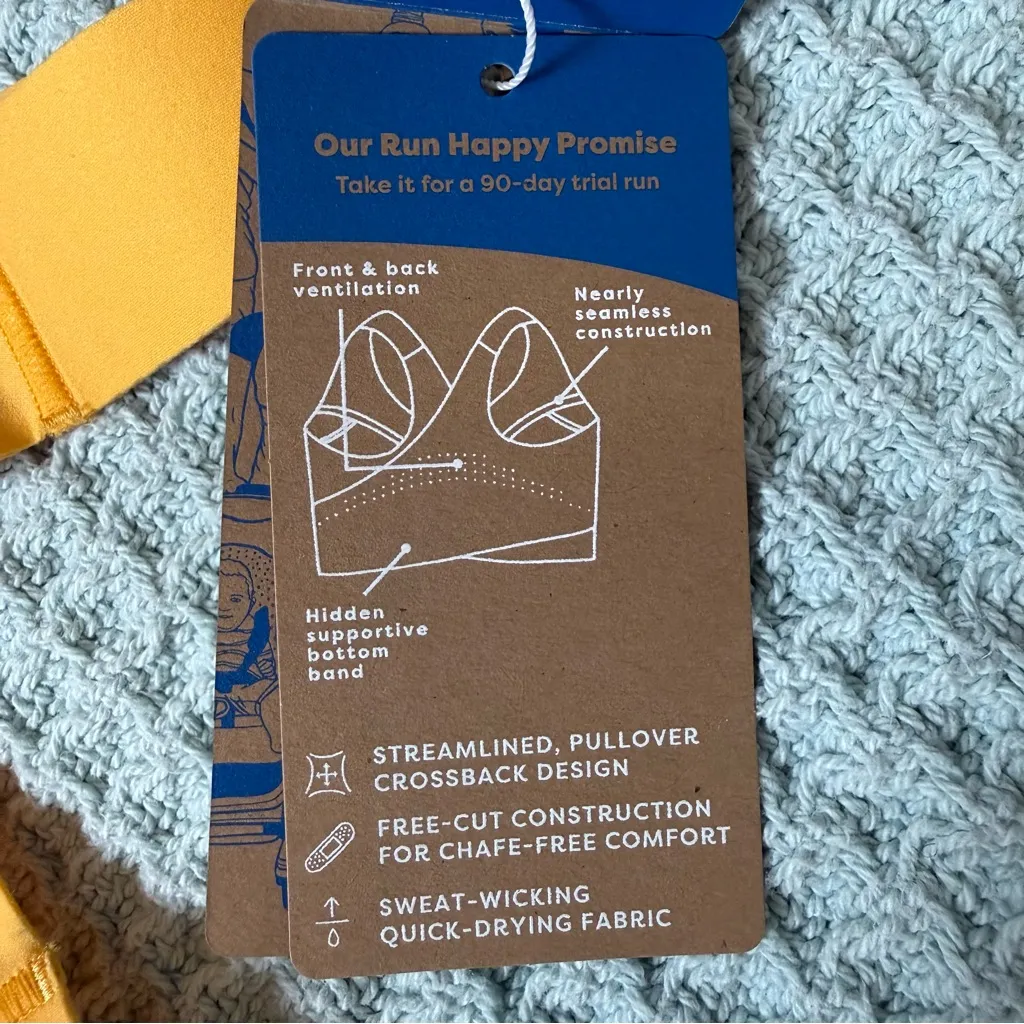 Our Run Happy Promise
Take it for a 90-day trial run
Front & back
ventilation
Nearly
seamless
construction
Hidden
supportive
bottom
band
STREAMLINED, PULLOVER
CROSSBACK DESIGN
FREE-CUT CONSTRUCTION
FOR CHAFE-FREE COMFORT
SWEAT-WICKING
QUICK-DRYING FABRIC